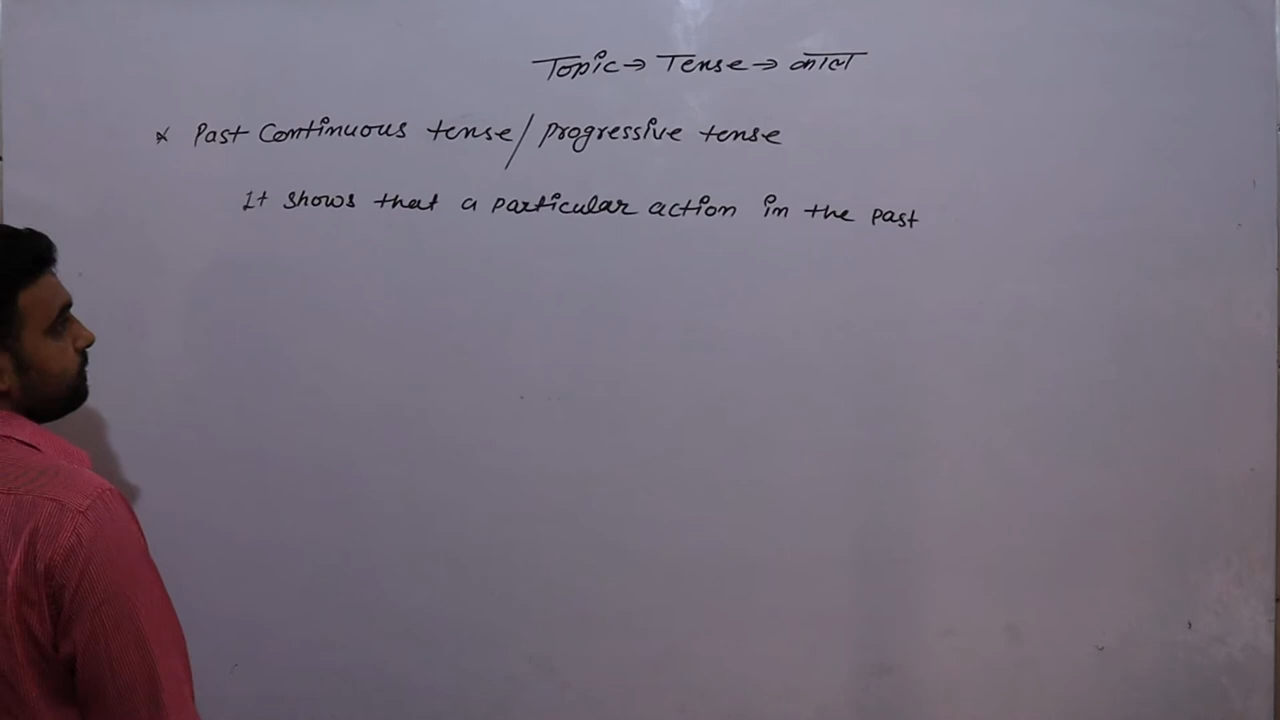 Topic → Tense → काल
* Past Continuous tense / progressive tense
It shows that a particular action in the past